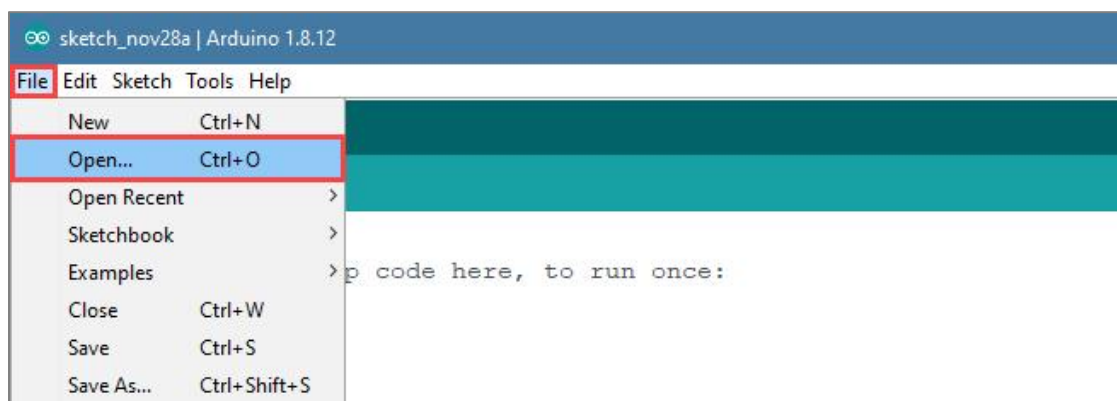 sketch_nov28a | Arduino 1.8.12
File Edit Sketch Tools Help
New Ctrl+N
Open... Ctrl+O
Open Recent >
Sketchbook >
Examples > p code here, to run once:
Close Ctrl+W
Save Ctrl+S
Save As... Ctrl+Shift+S